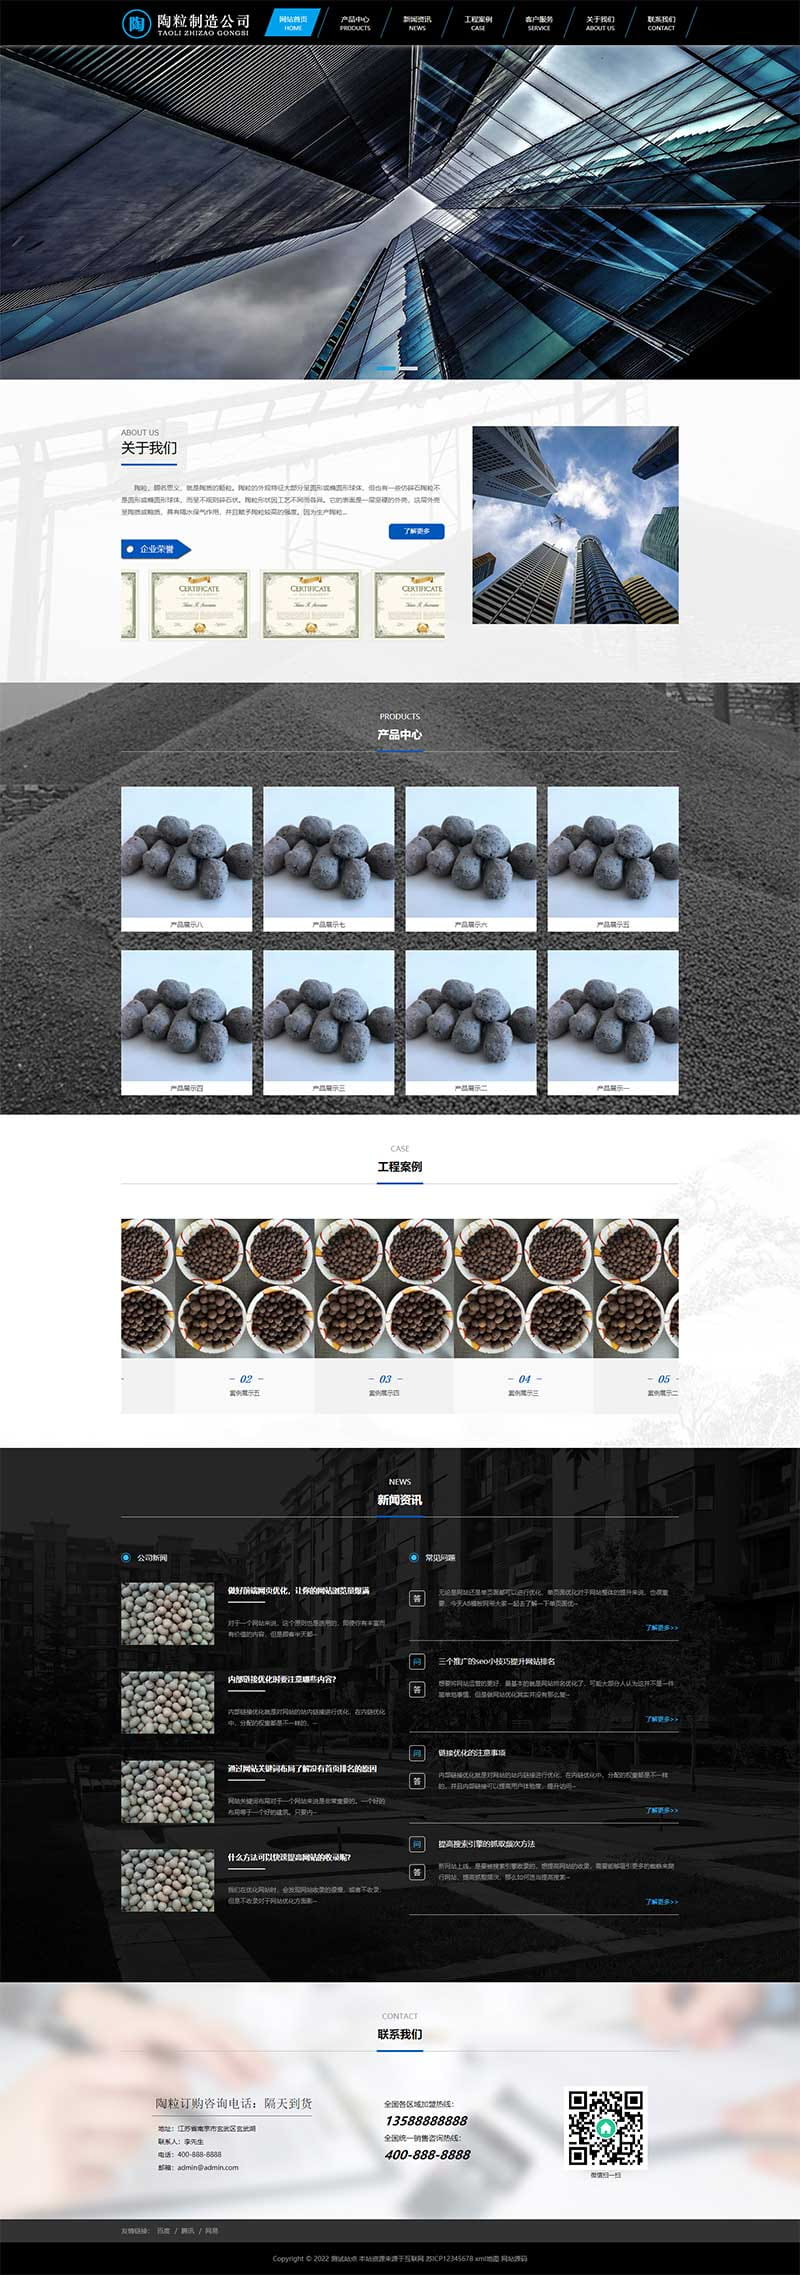 陶
陶粒制造公司
TAOLI ZHIZAO GONGSI
网站首页
HOME
产品中心
PRODUCTS
新闻资讯
NEWS
工程案例
CASE
客户服务
SERVICE
关于我们
ABOUT US
联系我们
CONTACT
ABOUT US
关于我们
陶粒，顾名思义，就是陶质的颗粒。陶粒的外观特征大部分呈圆形或椭圆形球体，但也有一些仿碎石陶粒不
是圆形或椭圆形球体，而呈不规则碎石状。陶粒形状因工艺不同而各异。它的表面是一层坚硬的外壳，这层外壳
呈陶质或釉质，具有隔水保气作用，并且赋予陶粒较高的强度。因为生产陶粒...
了解更多
企业荣誉
CERTIFICATE
CERTIFICATE
CERTIFICATE
PRODUCTS
产品中心
产品展示八
产品展示七
产品展示六
产品展示五
产品展示四
产品展示三
产品展示二
产品展示一
CASE
工程案例
- 02 -
案例展示五
- 03 -
案例展示四
- 04 -
案例展示三
- 05 -
案例展示二
NEWS
新闻资讯
公司新闻
做好前端网页优化，让你的网站浏览量爆满
对于一个网站来说，这个原则也是适用的，即使你有丰富而
有价值的内容，但是顾客半天都···
内部链接优化时要注意哪些内容？
内部链接优化就是对网站的站内链接进行优化，在内链优化
中，分配的权重都是不一样的，···
通过网站关键词布局了解没有首页排名的原因
网站关键词布局对于一个网站来说是非常重要的。一个好的
布局等于一个好的建筑。只要内···
什么方法可以快速提高网站的收录呢？
我们在优化网站时，会发现网站收录的很慢，或者不收录，
但是不收录对于网站优化方面影···
常见问题
答
无论是网站还是单页面都可以进行优化，单页面优化对于网站整体的提升来说，也很重
要，今天AB模板网带大家一起去了解一下单页面优···
了解更多>>
问
三个推广的seo小技巧提升网站排名
答
想要将网站运营的更好，最基本的就是网站排名优化了，可能大部分人认为这并不是一件
简单地事情，但是做网站优化其实并没有那么复···
了解更多>>
问
链接优化的注意事项
答
内部链接优化就是对网站的站内链接进行优化，在内链优化中，分配的权重都是不一样
的，并且内部链接可以提高用户体验度，提升访问···
了解更多>>
问
提高搜索引擎的抓取频次方法
答
新网站上线，是要被搜索引擎收录的，想提高网站的收录，需要能够吸引更多的蜘蛛来爬
行网站，提高抓取频次，那么如何适当提高搜索···
了解更多>>
CONTACT
联系我们
陶粒订购咨询电话：隔天到货
地址：江苏省南京市玄武区玄武湖
联系人：李先生
电话：400-888-8888
邮箱：admin@admin.com
全国各区域加盟热线：
13588888888
全国统一销售咨询热线：
400-888-8888
微信扫一扫
友情链接： 百度 / 腾讯 / 网易
Copyright © 2022 测试站点 本站资源来源于互联网 苏ICP12345678 xml地图 网站源码